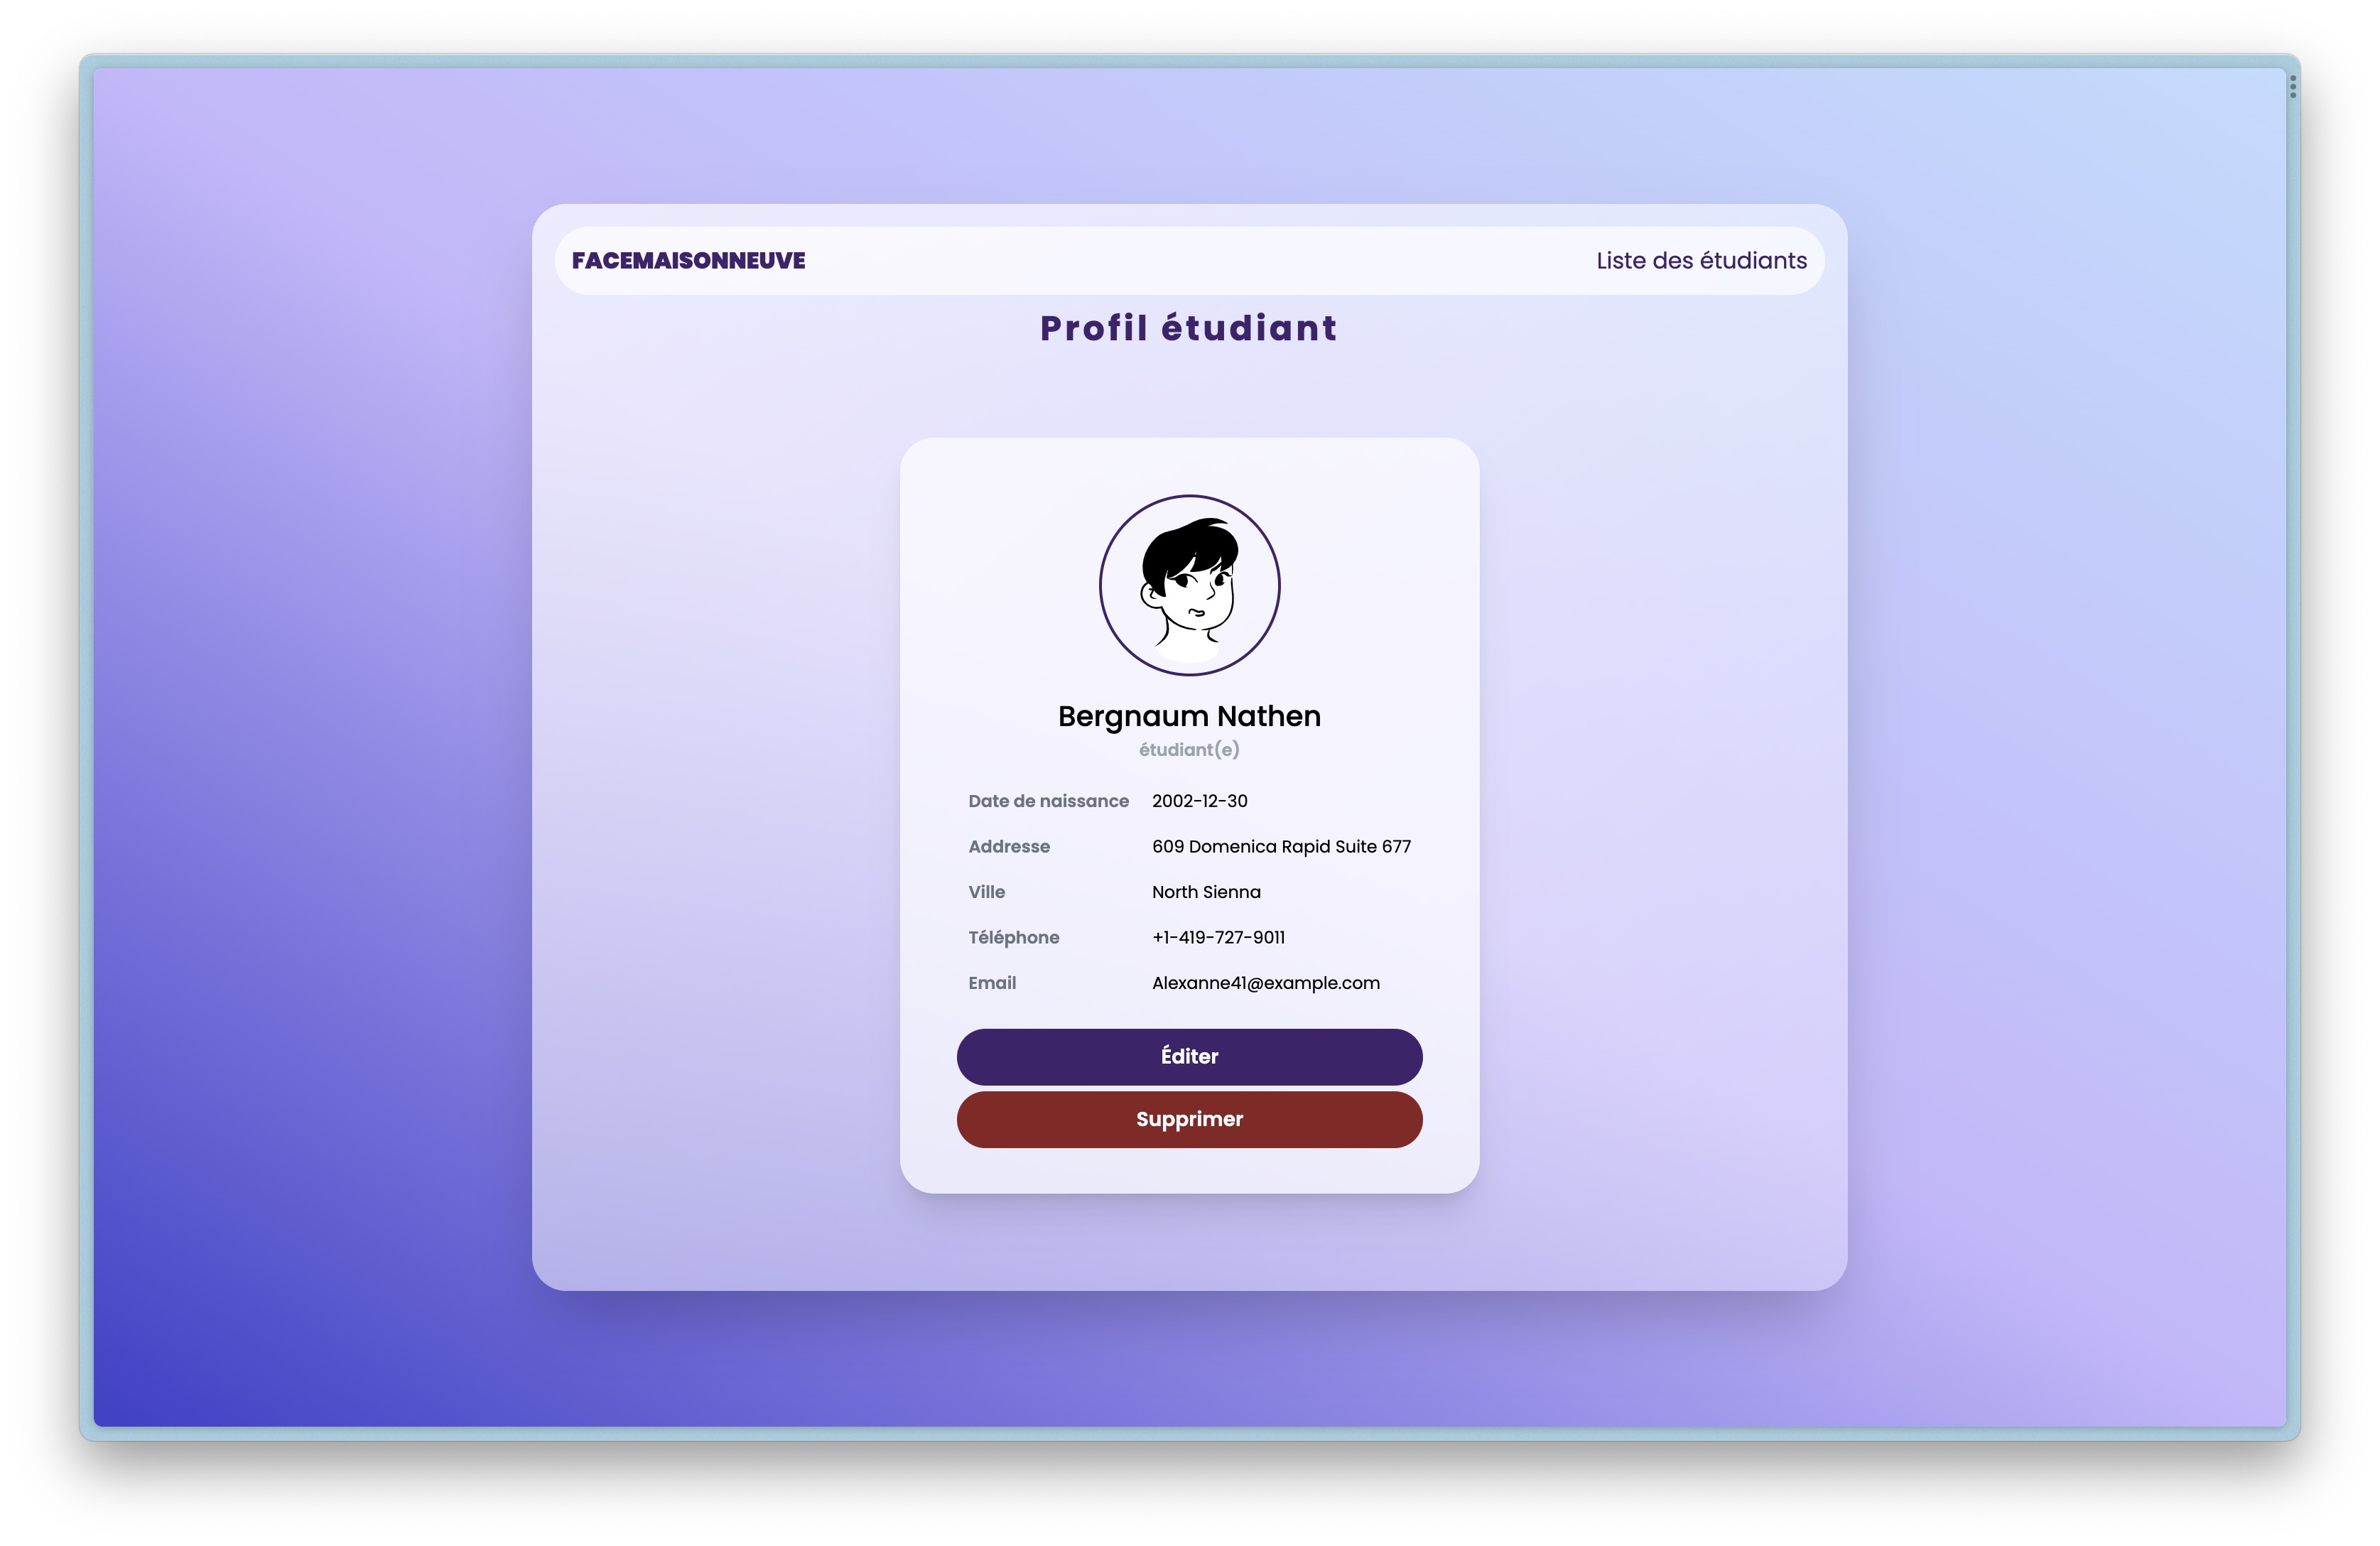 FACEMAISONNEUVE
Liste des étudiants
Profil étudiant
Bergnaum Nathen
étudiant(e)
Date de naissance 2002-12-30
Addresse 609 Domenica Rapid Suite 677
Ville North Sienna
Téléphone +1-419-727-9011
Email Alexanne41@example.com
Éditer
Supprimer